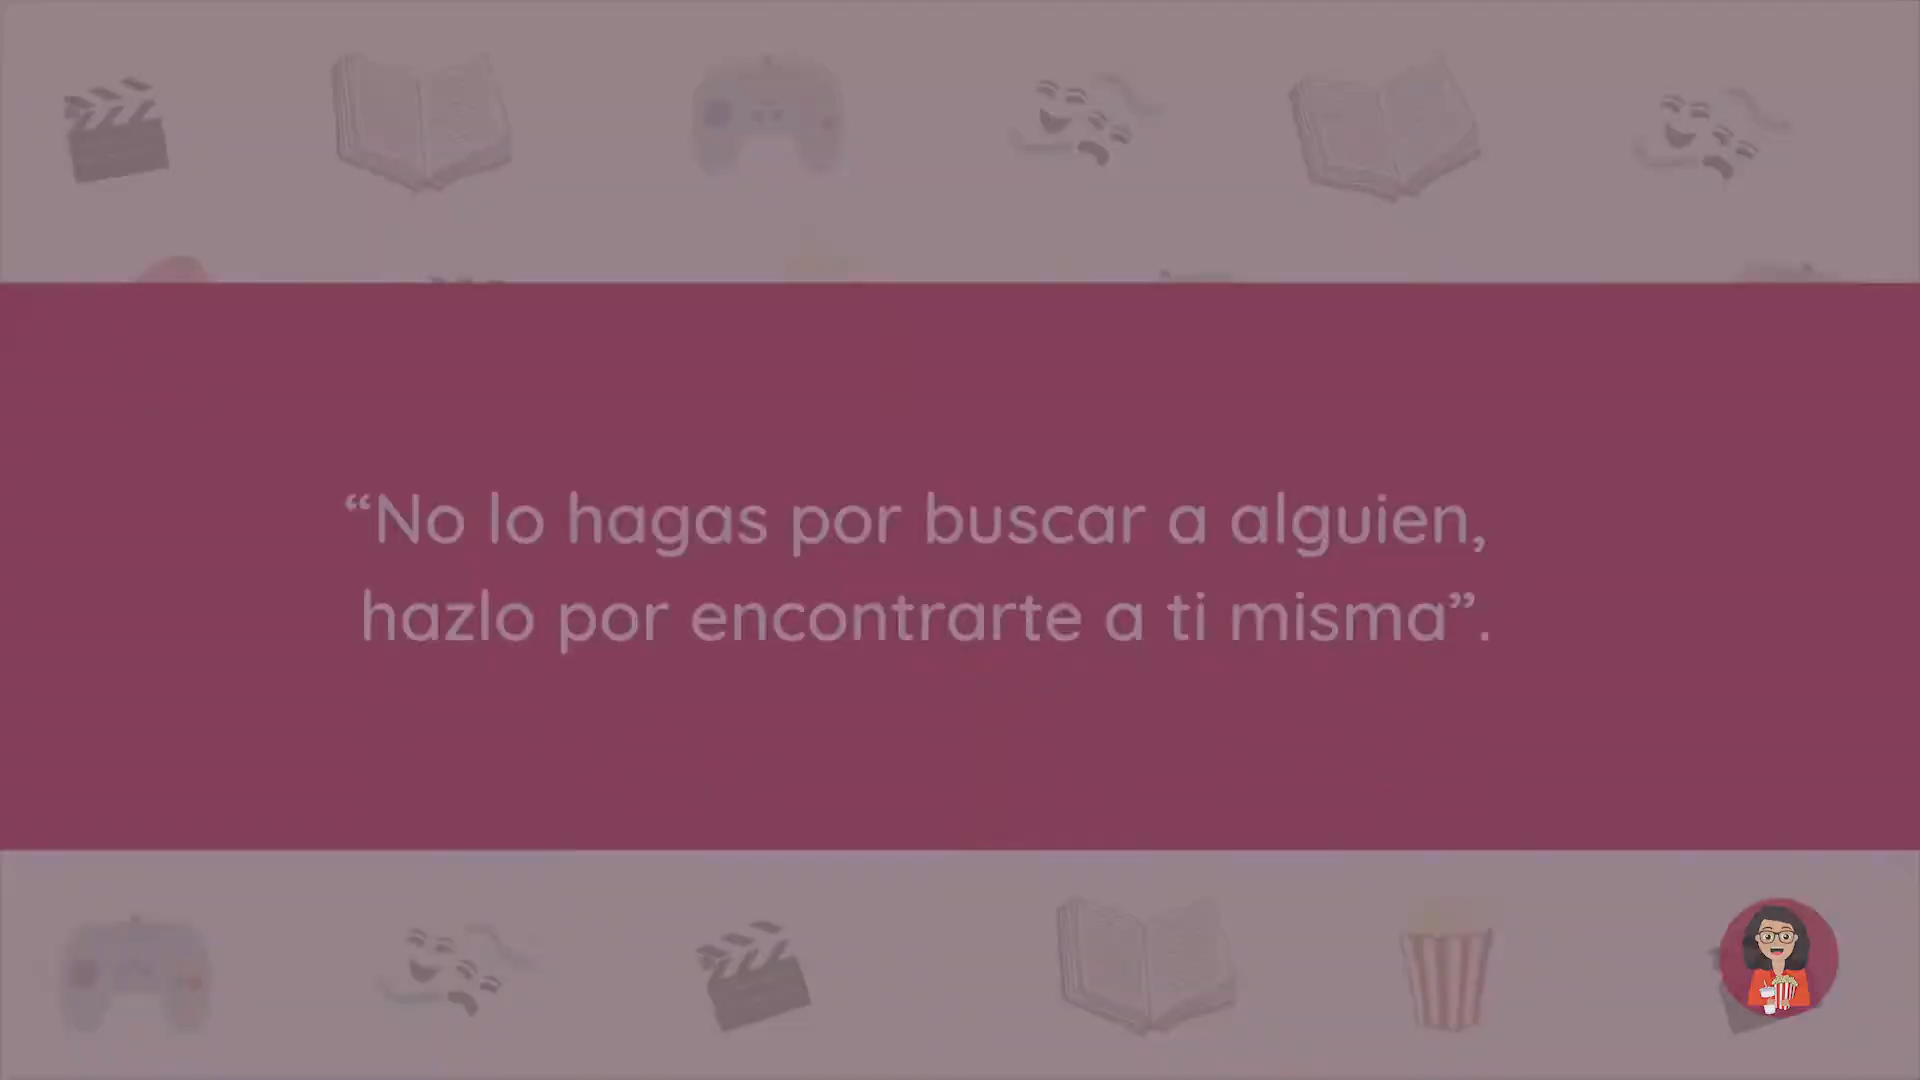 “No lo hagas por buscar a alguien,
hazlo por encontrarte a ti misma”.